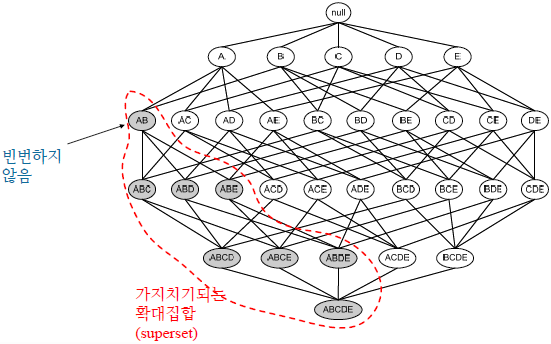 null
A B C D E
AB AC AD AE BC BD BE CD CE DE
빈번하지
않음
ABC ABD ABE ACD ACE ADE BCD BCE BDE CDE
ABCD ABCE ABDE ACDE BCDE
가지치기되는
확대집합
(superset)
ABCDE